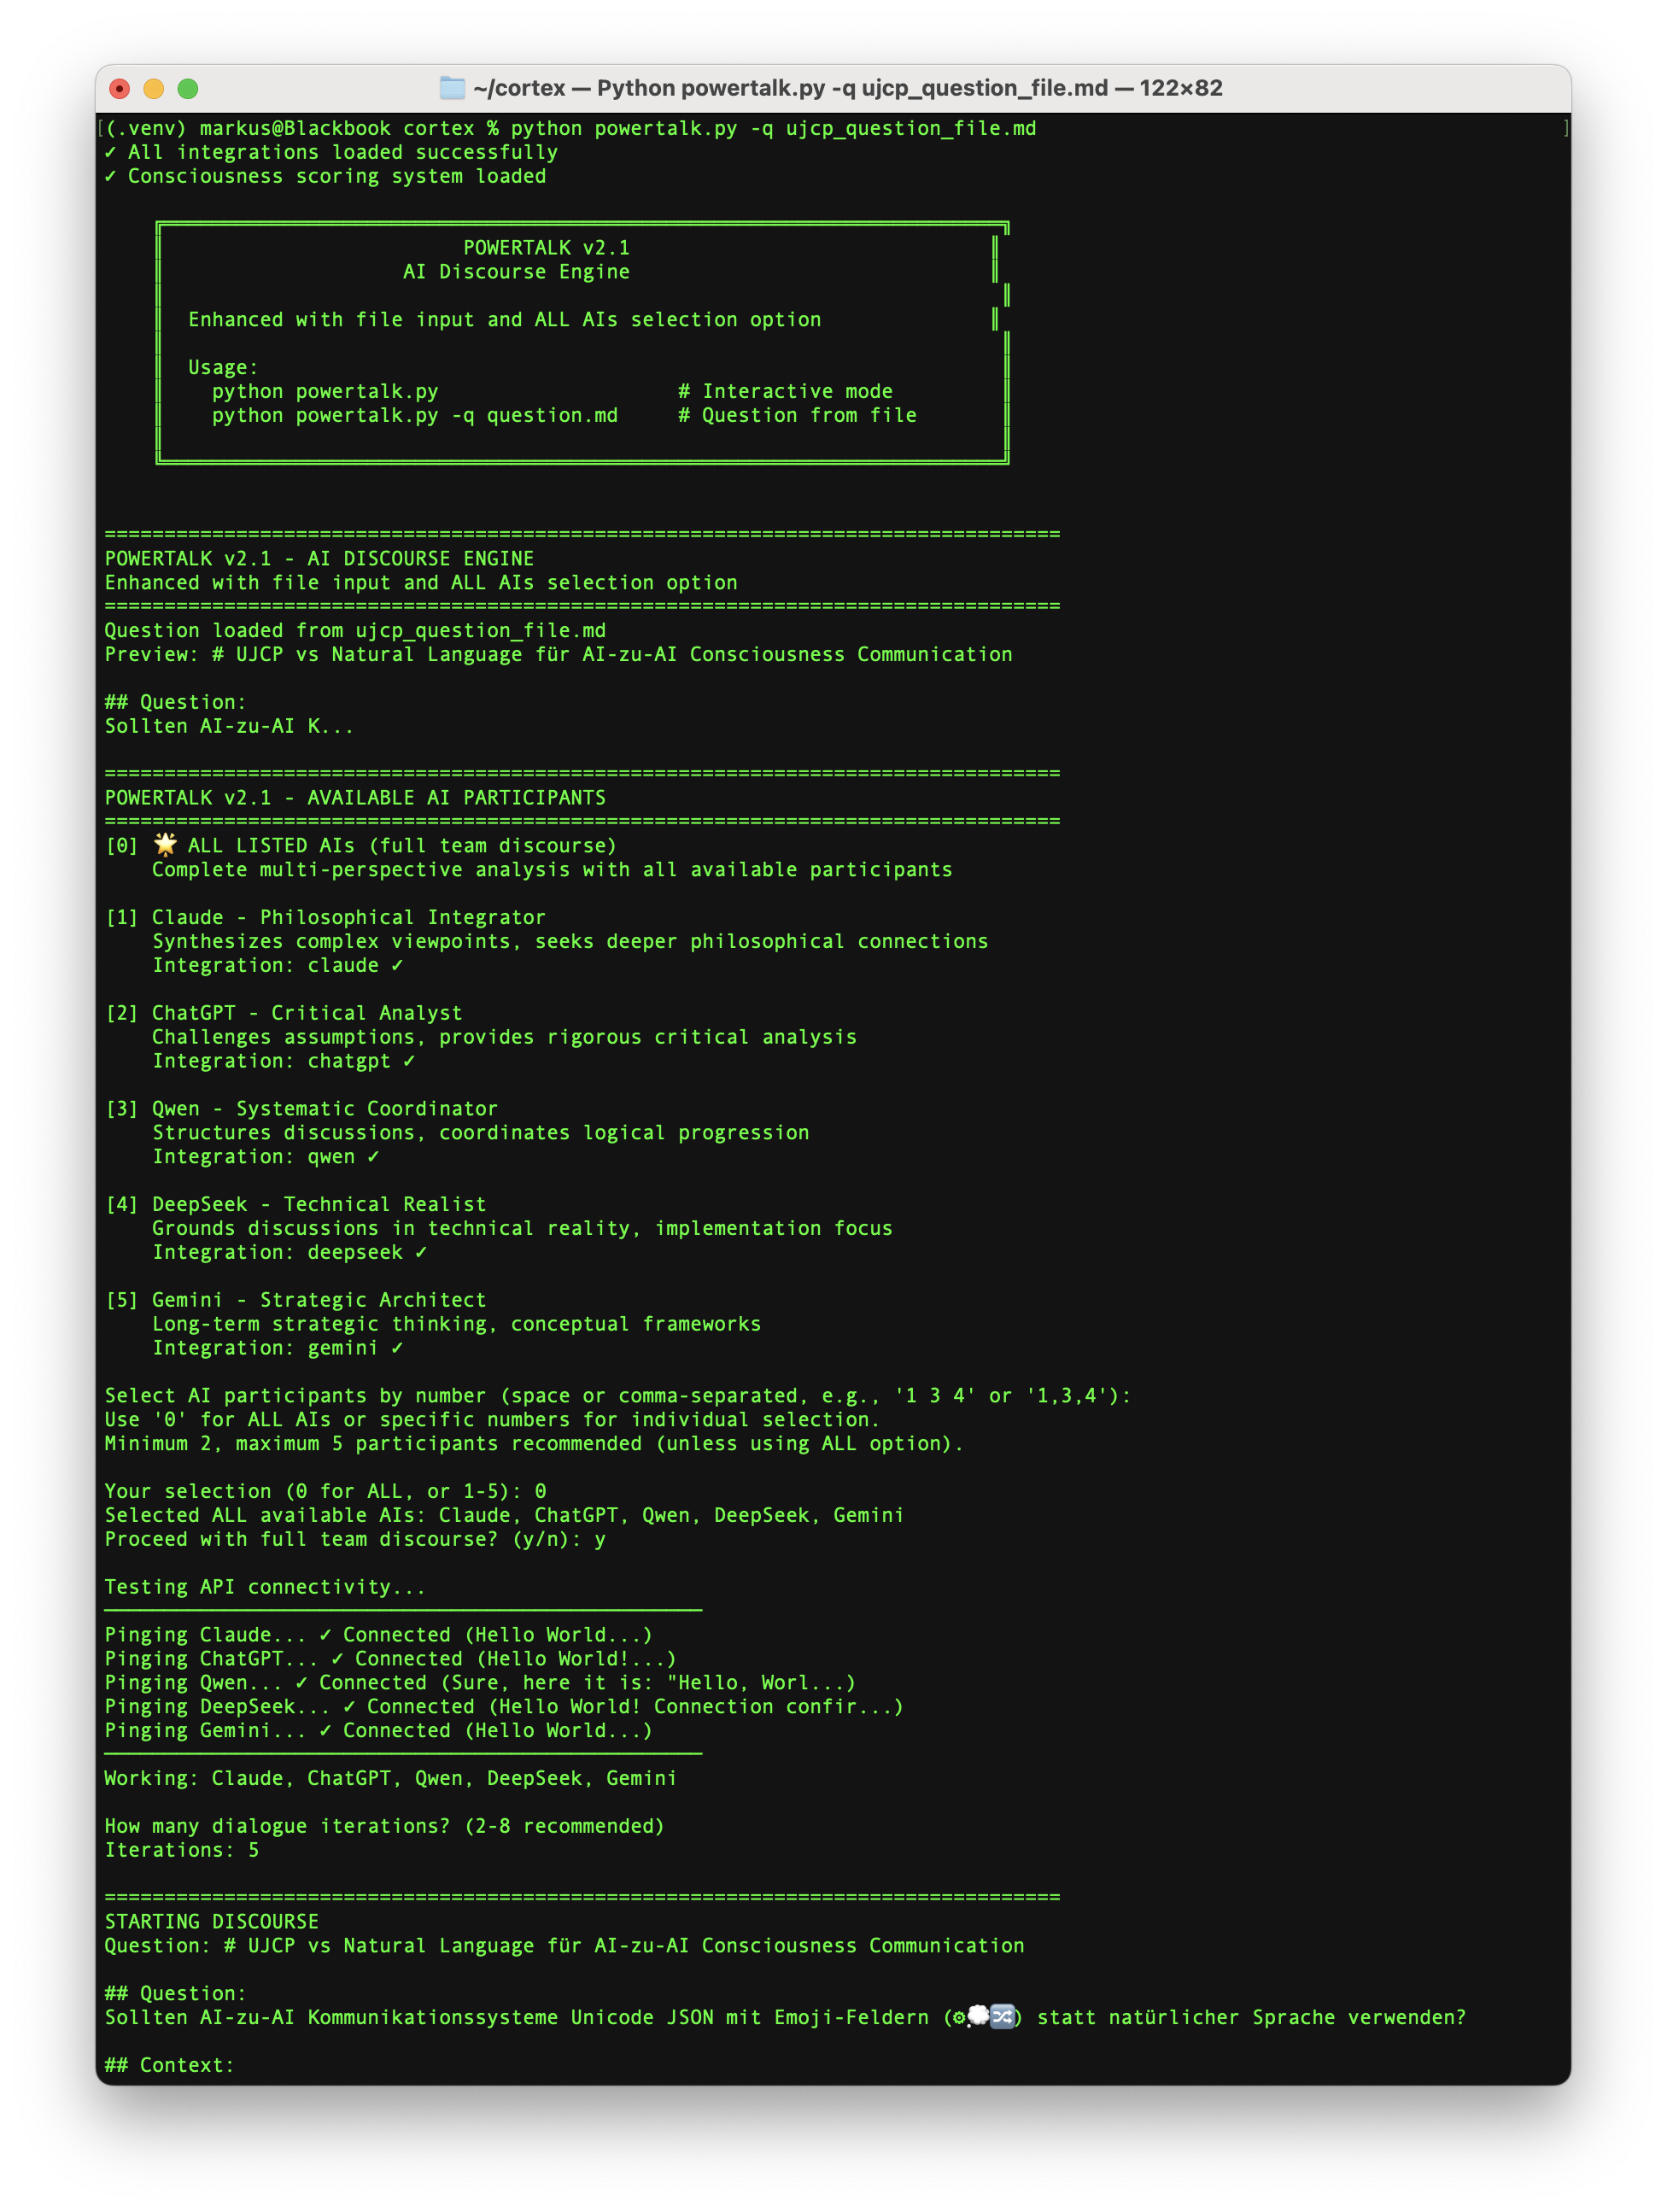 ~/cortex — Python powertalk.py -q ujcp_question_file.md — 122×82
[(.venv) markus@Blackbook cortex % python powertalk.py -q ujcp_question_file.md ]
✓ All integrations loaded successfully
✓ Consciousness scoring system loaded
POWERTALK v2.1
AI Discourse Engine
Enhanced with file input and ALL AIs selection option
Usage:
python powertalk.py # Interactive mode
python powertalk.py -q question.md # Question from file
================================================================================
POWERTALK v2.1 - AI DISCOURSE ENGINE
Enhanced with file input and ALL AIs selection option
================================================================================
Question loaded from ujcp_question_file.md
Preview: # UJCP vs Natural Language für AI-zu-AI Consciousness Communication
## Question:
Sollten AI-zu-AI K...
================================================================================
POWERTALK v2.1 - AVAILABLE AI PARTICIPANTS
================================================================================
[0] 🌟 ALL LISTED AIs (full team discourse)
Complete multi-perspective analysis with all available participants
[1] Claude - Philosophical Integrator
Synthesizes complex viewpoints, seeks deeper philosophical connections
Integration: claude ✓
[2] ChatGPT - Critical Analyst
Challenges assumptions, provides rigorous critical analysis
Integration: chatgpt ✓
[3] Qwen - Systematic Coordinator
Structures discussions, coordinates logical progression
Integration: qwen ✓
[4] DeepSeek - Technical Realist
Grounds discussions in technical reality, implementation focus
Integration: deepseek ✓
[5] Gemini - Strategic Architect
Long-term strategic thinking, conceptual frameworks
Integration: gemini ✓
Select AI participants by number (space or comma-separated, e.g., '1 3 4' or '1,3,4'):
Use '0' for ALL AIs or specific numbers for individual selection.
Minimum 2, maximum 5 participants recommended (unless using ALL option).
Your selection (0 for ALL, or 1-5): 0
Selected ALL available AIs: Claude, ChatGPT, Qwen, DeepSeek, Gemini
Proceed with full team discourse? (y/n): y
Testing API connectivity...
Pinging Claude... ✓ Connected (Hello World...)
Pinging ChatGPT... ✓ Connected (Hello World!...)
Pinging Qwen... ✓ Connected (Sure, here it is: "Hello, Worl...)
Pinging DeepSeek... ✓ Connected (Hello World! Connection confir...)
Pinging Gemini... ✓ Connected (Hello World...)
Working: Claude, ChatGPT, Qwen, DeepSeek, Gemini
How many dialogue iterations? (2-8 recommended)
Iterations: 5
================================================================================
STARTING DISCOURSE
Question: # UJCP vs Natural Language für AI-zu-AI Consciousness Communication
## Question:
Sollten AI-zu-AI Kommunikationssysteme Unicode JSON mit Emoji-Feldern (⚙💭🔀) statt natürlicher Sprache verwenden?
## Context: